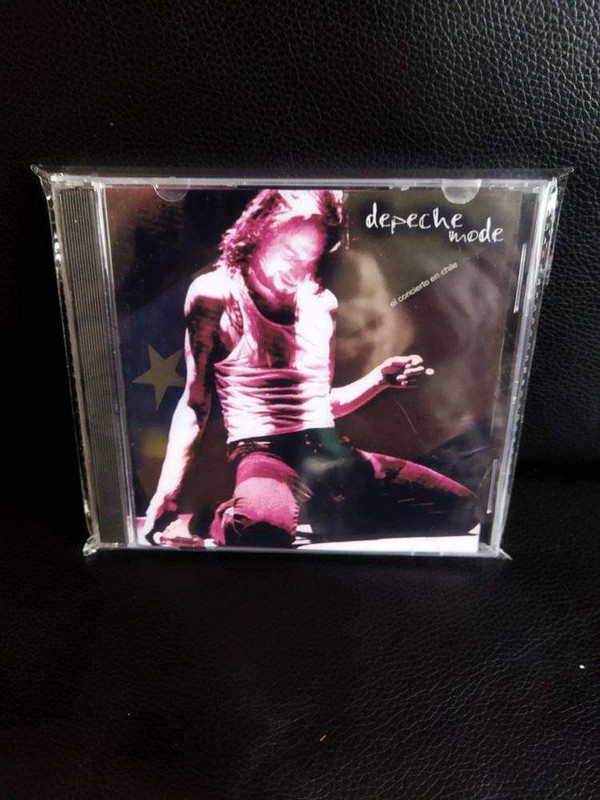 depeche
mode
el concierto en chile